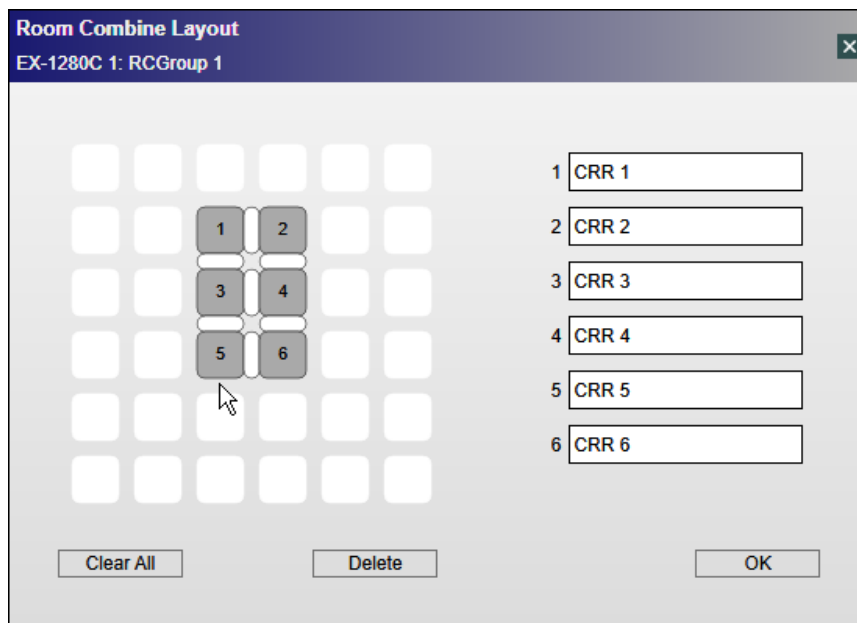 Room Combine Layout
EX-1280C 1: RCGroup 1
1 2
3 4
5 6
1 CRR 1
2 CRR 2
3 CRR 3
4 CRR 4
5 CRR 5
6 CRR 6
Clear All Delete OK